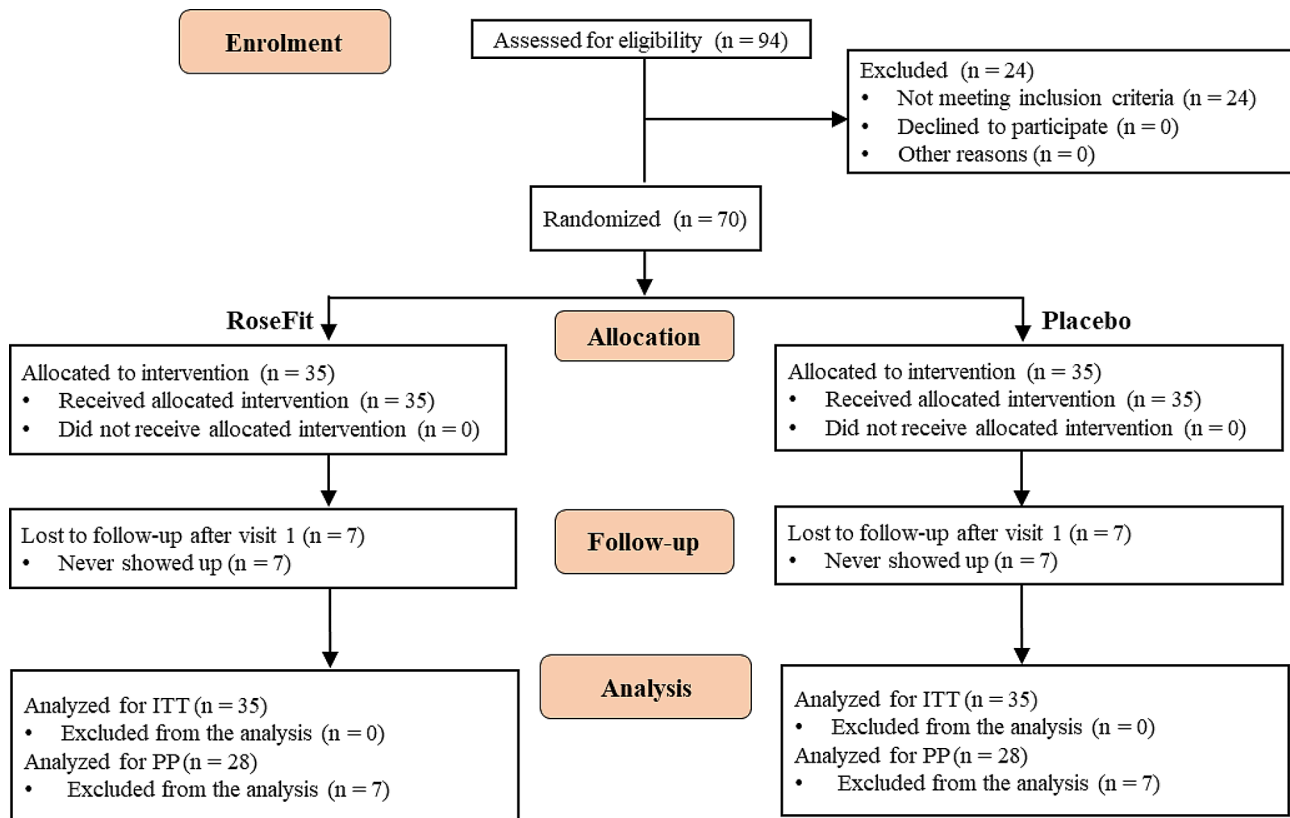 Enrolment
Assessed for eligibility (n = 94)
Excluded (n = 24)
• Not meeting inclusion criteria (n = 24)
• Declined to participate (n = 0)
• Other reasons (n = 0)
Randomized (n = 70)
RoseFit
Allocation
Placebo
Allocated to intervention (n = 35)
• Received allocated intervention (n = 35)
• Did not receive allocated intervention (n = 0)
Allocated to intervention (n = 35)
• Received allocated intervention (n = 35)
• Did not receive allocated intervention (n = 0)
Lost to follow-up after visit 1 (n = 7)
• Never showed up (n = 7)
Follow-up
Lost to follow-up after visit 1 (n = 7)
• Never showed up (n = 7)
Analysis
Analyzed for ITT (n = 35)
• Excluded from the analysis (n = 0)
Analyzed for PP (n = 28)
• Excluded from the analysis (n = 7)
Analyzed for ITT (n = 35)
• Excluded from the analysis (n = 0)
Analyzed for PP (n = 28)
• Excluded from the analysis (n = 7)